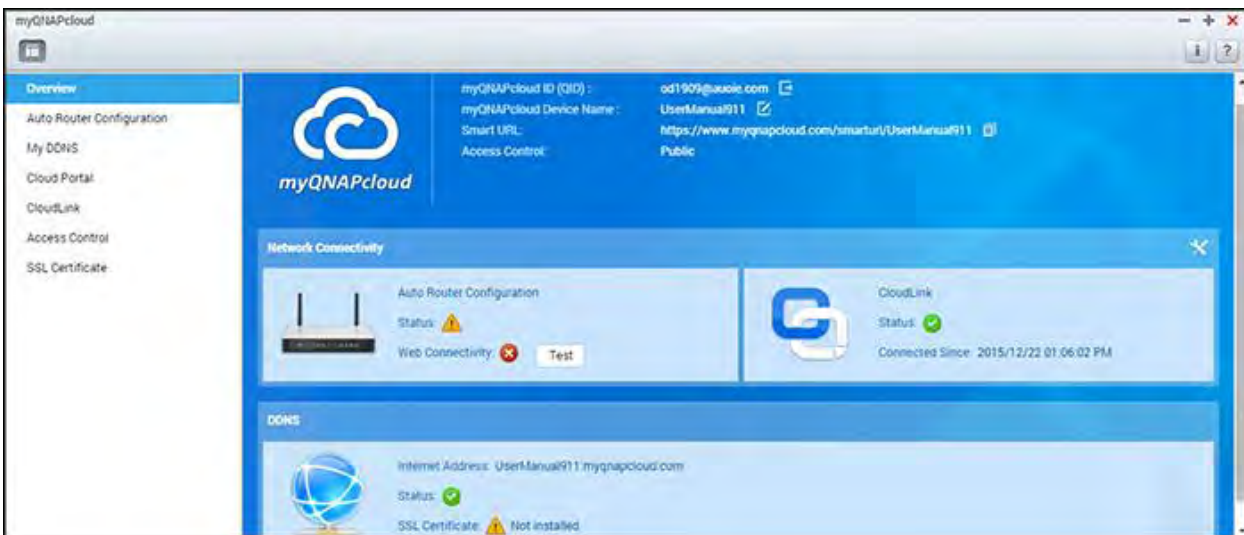 myQNAPcloud
Overview
Auto Router Configuration
My DDNS
Cloud Portal
CloudLink
Access Control
SSL Certificate
myQNAPcloud
myQNAPcloud ID (QID) : od1909@auoie.com
myQNAPcloud Device Name : UserManual911
Smart URL: https://www.myqnapcloud.com/smarturl/UserManual911
Access Control: Public
Network Connectivity
Auto Router Configuration
Status:
Web Connectivity: Test
CloudLink
Status:
Connected Since: 2015/12/22 01:06:02 PM
DDNS
Internet Address: UserManual911.myqnapcloud.com
Status:
SSL Certificate: Not installed